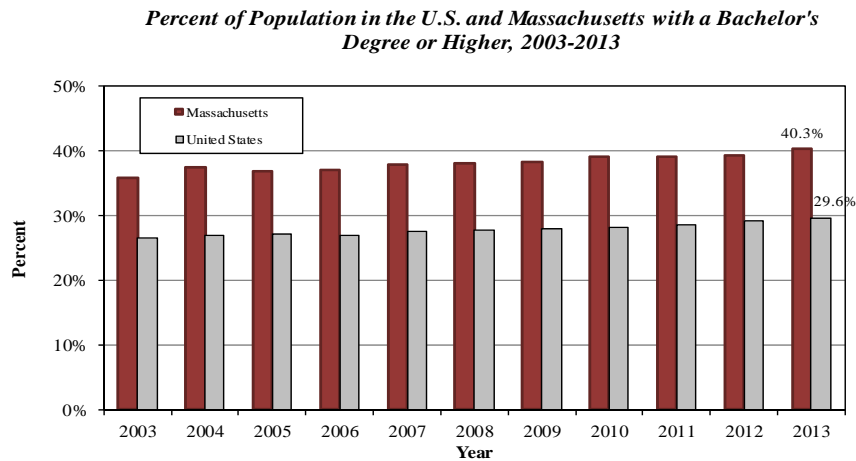 Percent of Population in the U.S. and Massachusetts with a Bachelor's
Degree or Higher, 2003-2013
50%
Massachusetts
United States
40.3%
40%
29.6%
30%
Percent
20%
10%
0%
2003 2004 2005 2006 2007 2008 2009 2010 2011 2012 2013
Year